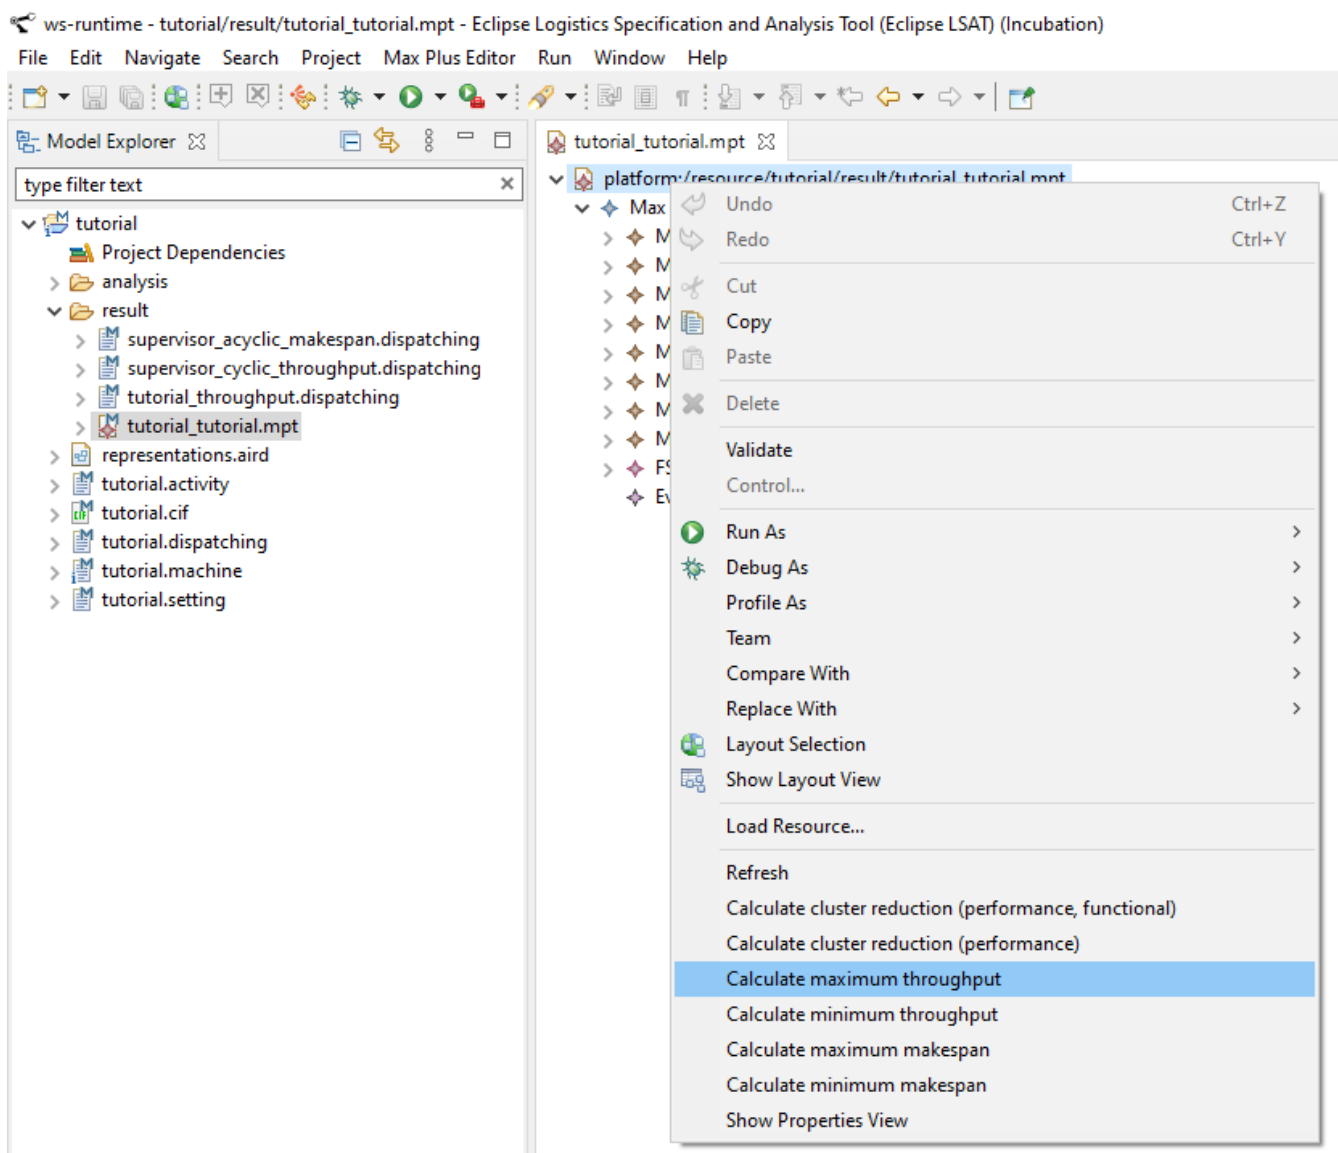 ws-runtime - tutorial/result/tutorial_tutorial.mpt - Eclipse Logistics Specification and Analysis Tool (Eclipse LSAT) (Incubation)
File Edit Navigate Search Project Max Plus Editor Run Window Help
Model Explorer
type filter text
tutorial
Project Dependencies
analysis
result
supervisor_acyclic_makespan.dispatching
supervisor_cyclic_throughput.dispatching
tutorial_throughput.dispatching
tutorial_tutorial.mpt
representations.aird
tutorial.activity
tutorial.cif
tutorial.dispatching
tutorial.machine
tutorial.setting
tutorial_tutorial.mpt
platform:/resource/tutorial/result/tutorial_tutorial.mpt
Max
M
M
M
M
M
M
M
M
FS
Ev
Undo Ctrl+Z
Redo Ctrl+Y
Cut
Copy
Paste
Delete
Validate
Control...
Run As
Debug As
Profile As
Team
Compare With
Replace With
Layout Selection
Show Layout View
Load Resource...
Refresh
Calculate cluster reduction (performance, functional)
Calculate cluster reduction (performance)
Calculate maximum throughput
Calculate minimum throughput
Calculate maximum makespan
Calculate minimum makespan
Show Properties View